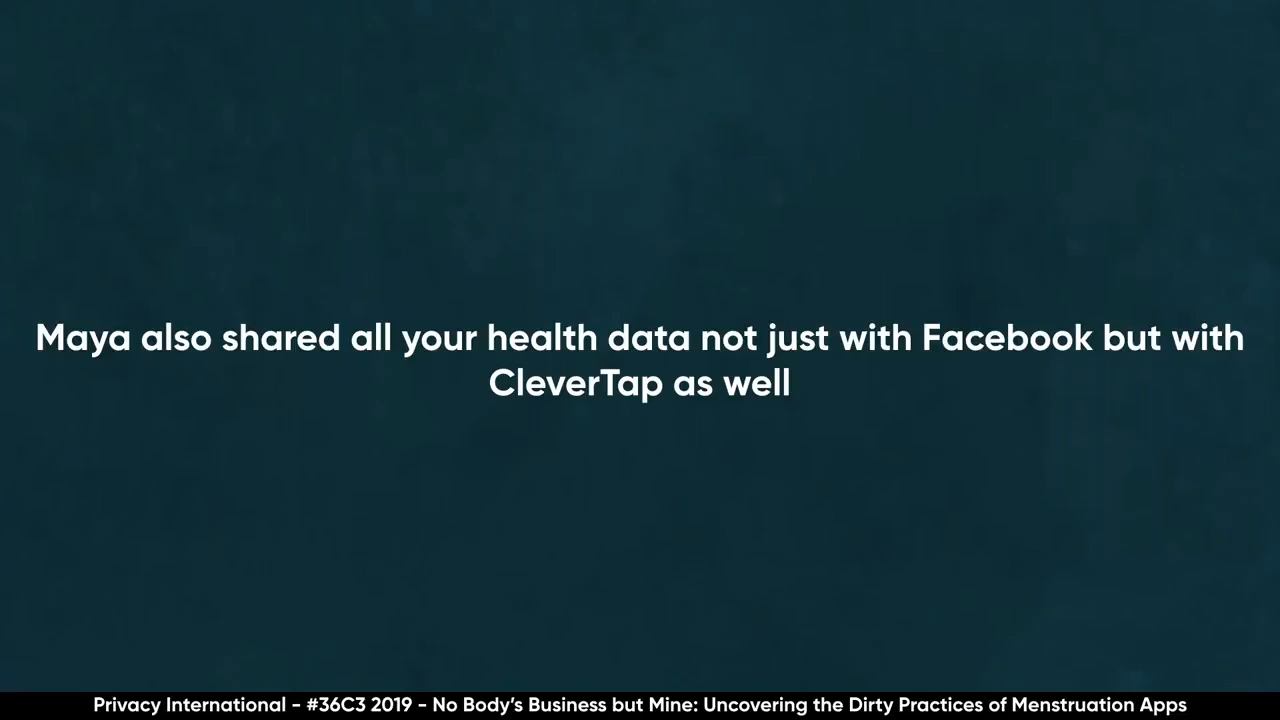 Maya also shared all your health data not just with Facebook but with
CleverTap as well
Privacy International - #36C3 2019 - No Body's Business but Mine: Uncovering the Dirty Practices of Menstruation Apps